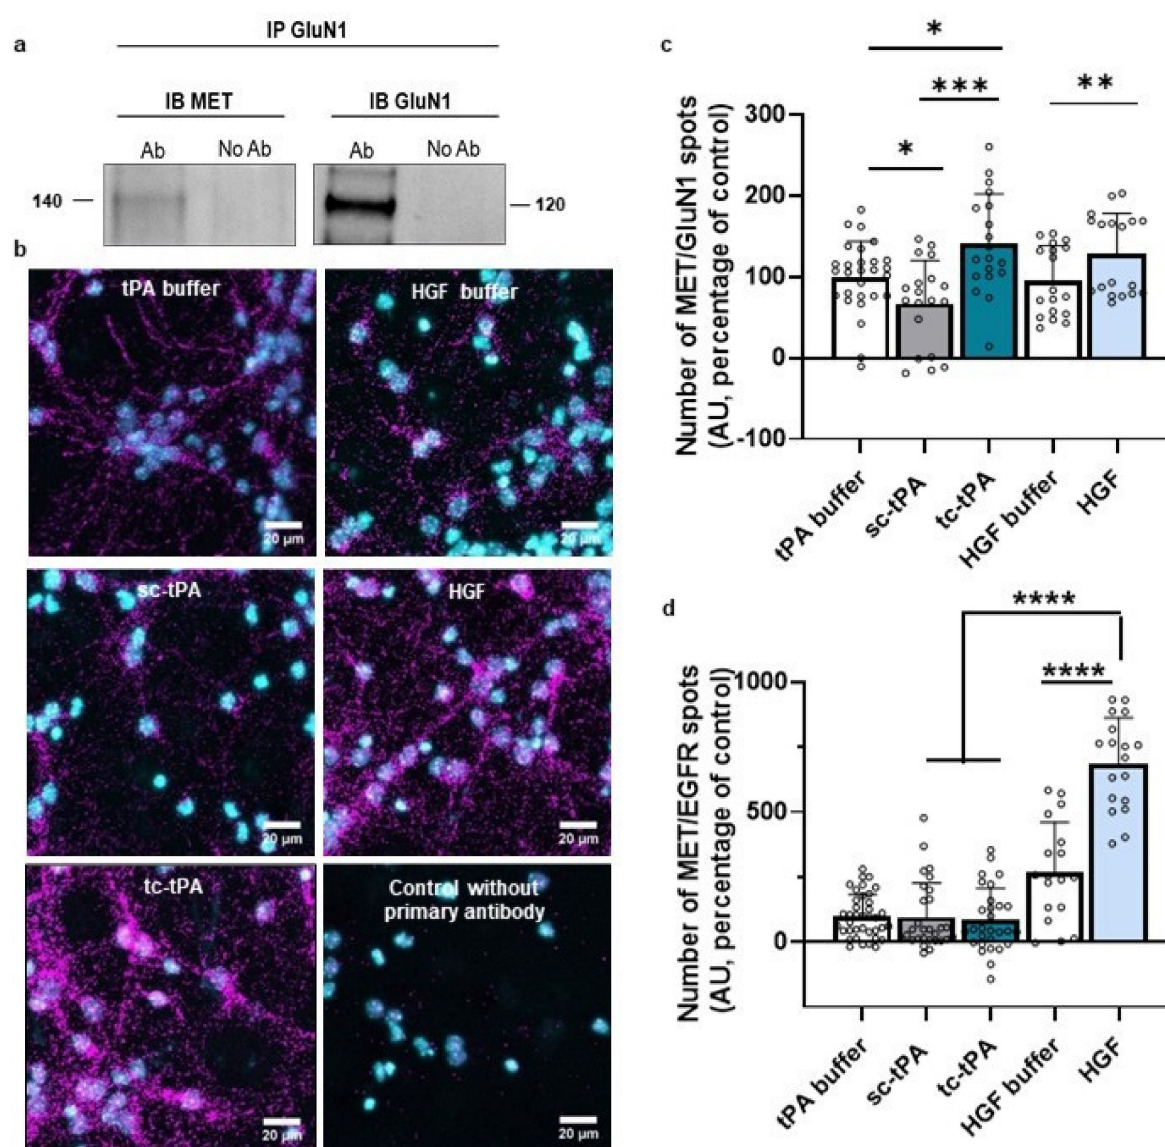 a
IP GluN1
IB MET
IB GluN1
Ab
No Ab
Ab
No Ab
140
120
b
tPA buffer
HGF buffer
20 µm
20 µm
sc-tPA
HGF
20 µm
20 µm
tc-tPA
Control without
primary antibody
20 µm
20 µm
c
Number of MET/GluN1 spots
(AU, percentage of control)
*
***
**
*
300
200
100
0
-100
tPA buffer
sc-tPA
tc-tPA
HGF buffer
HGF
d
Number of MET/EGFR spots
(AU, percentage of control)
****
****
1000
500
0
tPA buffer
sc-tPA
tc-tPA
HGF buffer
HGF